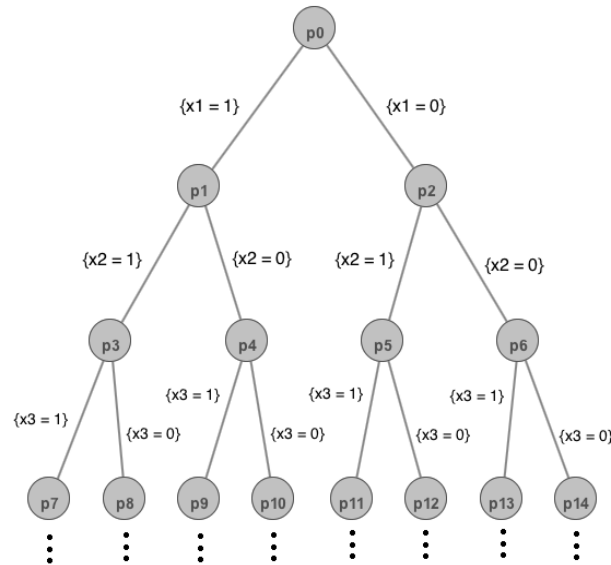 p0
{x1 = 1}
{x1 = 0}
p1
p2
{x2 = 1}
{x2 = 0}
{x2 = 1}
{x2 = 0}
p3
p4
p5
p6
{x3 = 1}
{x3 = 0}
{x3 = 1}
{x3 = 0}
{x3 = 1}
{x3 = 0}
{x3 = 1}
{x3 = 0}
p7
p8
p9
p10
p11
p12
p13
p14